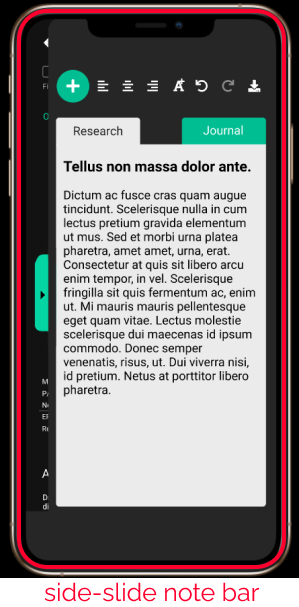 Research
Journal
Tellus non massa dolor ante.
Dictum ac fusce cras quam augue
tincidunt. Scelerisque nulla in cum
lectus pretium gravida elementum
ut mus. Sed et morbi urna platea
pharetra, amet amet, urna, erat.
Consectetur at quis sit libero arcu
enim tempor, in vel. Scelerisque
fringilla sit quis fermentum ac, enim
ut. Mi mauris mauris pellentesque
eget quam vitae. Lectus molestie
scelerisque dui maecenas id ipsum
commodo. Donec semper
venenatis, risus, ut. Dui viverra nisi,
id pretium. Netus at porttitor libero
pharetra.
side-slide note bar